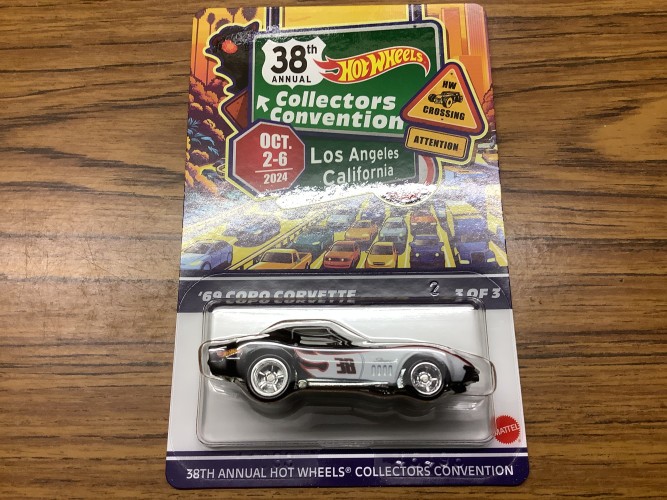 38th
ANNUAL
HOT WHEELS
Collectors
Convention
HW
CROSSING
ATTENTION
OCT.
2-6
2024
Los Angeles
California
'69 COPO CORVETTE
3 OF 3
38
MATTEL
38TH ANNUAL HOT WHEELS® COLLECTORS CONVENTION